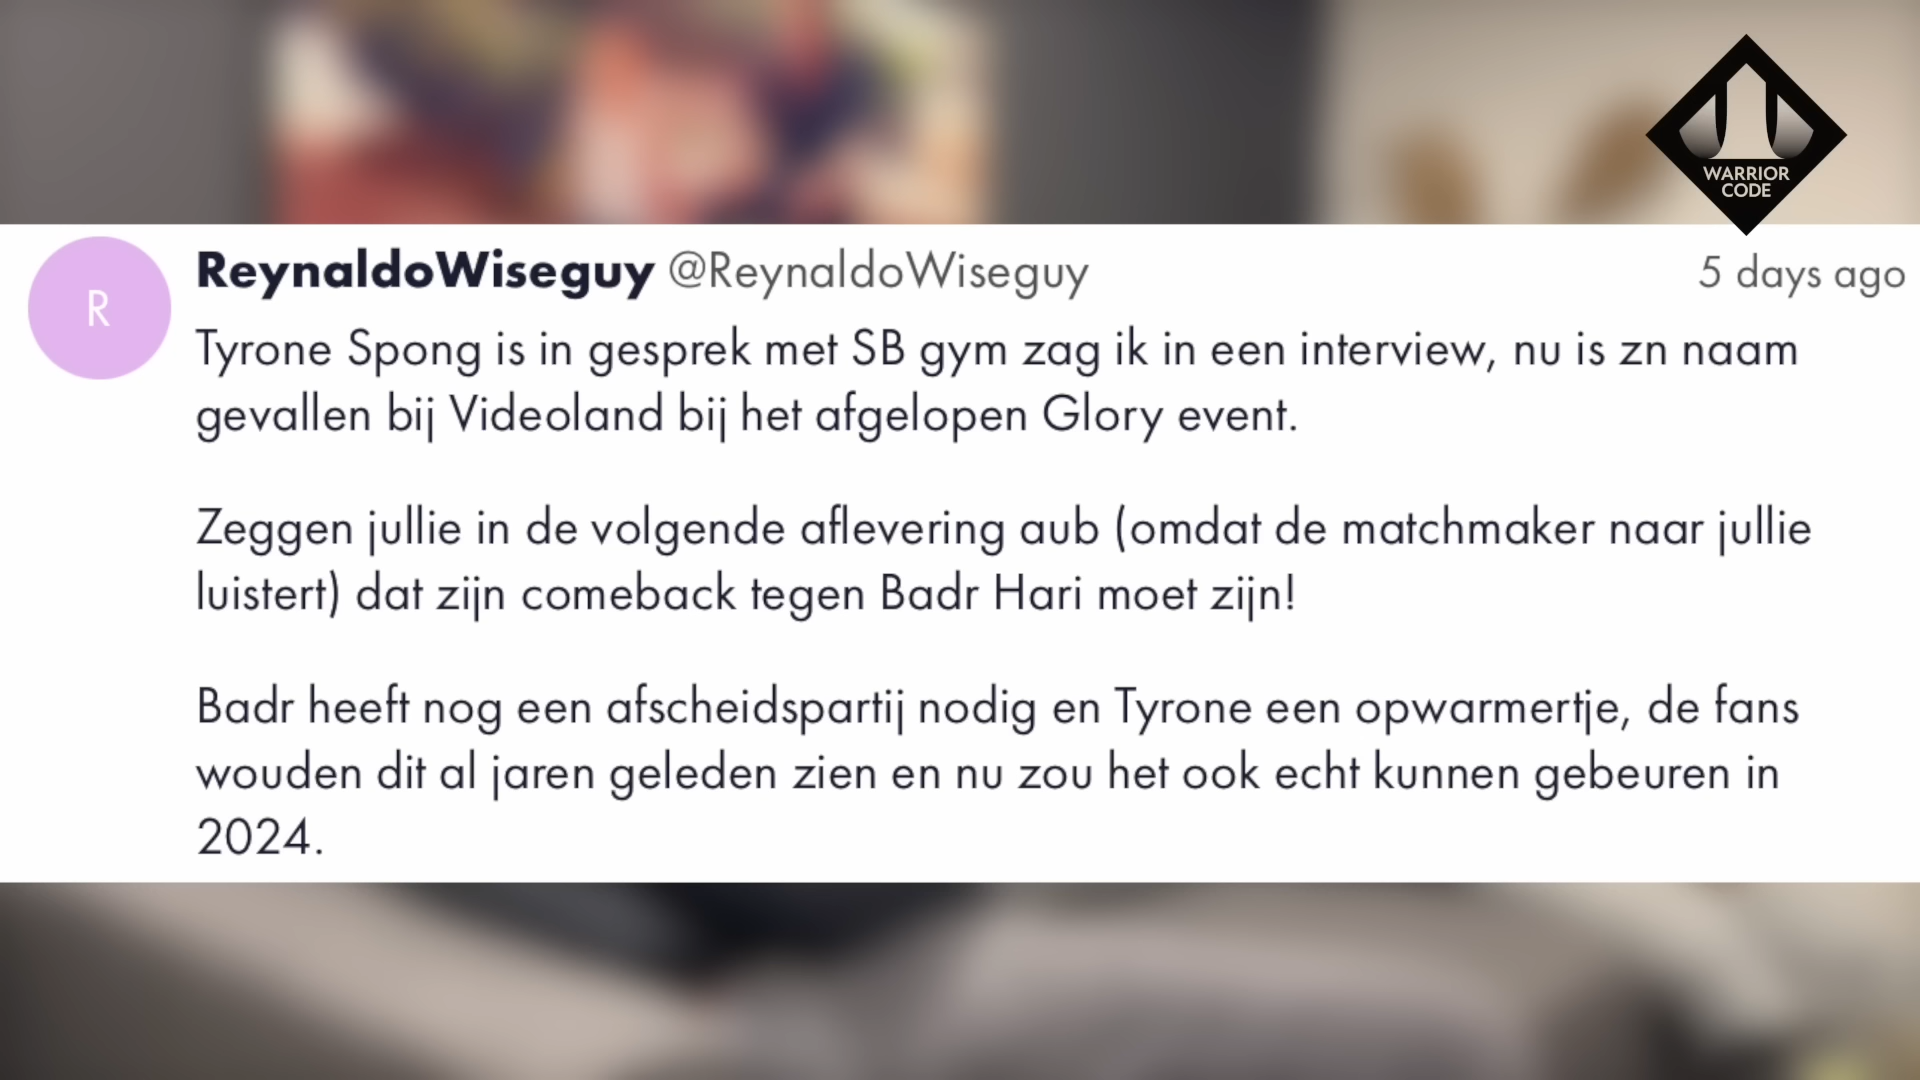 WARRIOR
CODE
R
ReynaldoWiseguy @ReynaldoWiseguy 5 days ago
Tyrone Spong is in gesprek met SB gym zag ik in een interview, nu is zn naam
gevallen bij Videoland bij het afgelopen Glory event.
Zeggen jullie in de volgende aflevering aub (omdat de matchmaker naar jullie
luistert) dat zijn comeback tegen Badr Hari moet zijn!
Badr heeft nog een afscheidspartij nodig en Tyrone een opwarmertje, de fans
wouden dit al jaren geleden zien en nu zou het ook echt kunnen gebeuren in
2024.